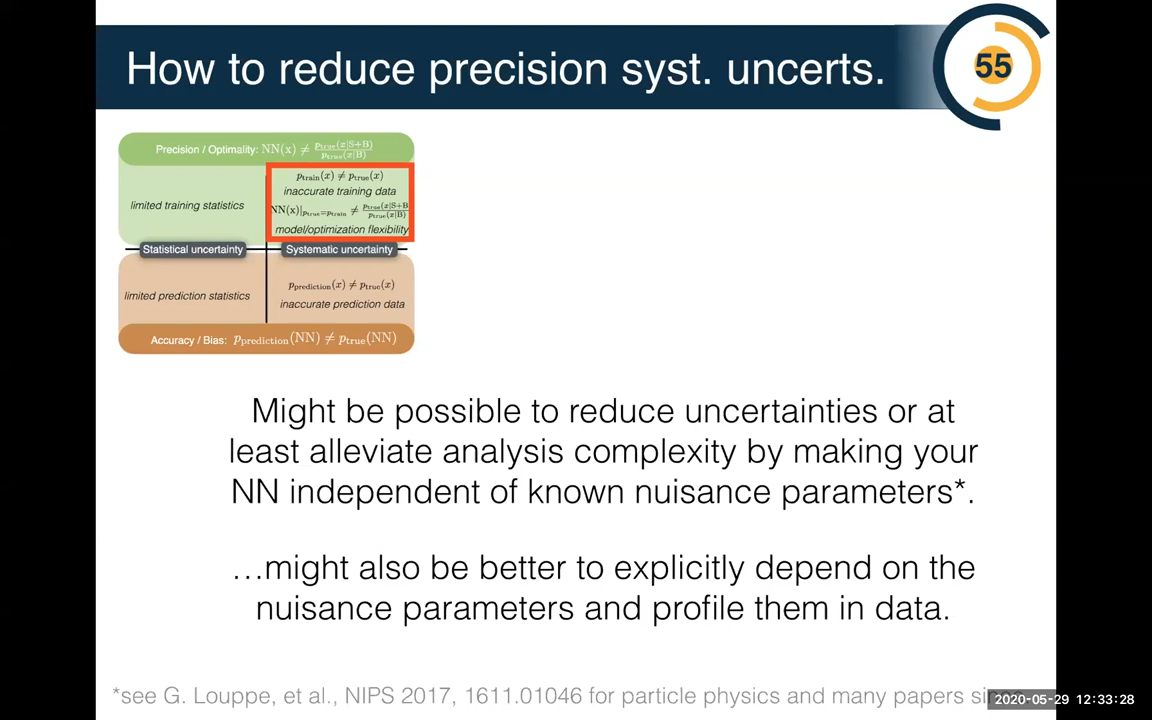 How to reduce precision syst. uncerts.
55
Precision / Optimality: NN(x) ≠ p_true(x|S+B) / p_true(x|B)
limited training statistics
p_train(x) ≠ p_true(x)
inaccurate training data
NN(x)|p_true=p_train ≠ p_true(x|S+B / p_true(x|B)
model/optimization flexibility
Statistical uncertainty
Systematic uncertainty
limited prediction statistics
p_prediction(x) ≠ p_true(x)
inaccurate prediction data
Accuracy / Bias: p_prediction(NN) ≠ p_true(NN)
Might be possible to reduce uncertainties or at
least alleviate analysis complexity by making your
NN independent of known nuisance parameters*.
…might also be better to explicitly depend on the
nuisance parameters and profile them in data.
*see G. Louppe, et al., NIPS 2017, 1611.01046 for particle physics and many papers
2020-05-29 12:33:28